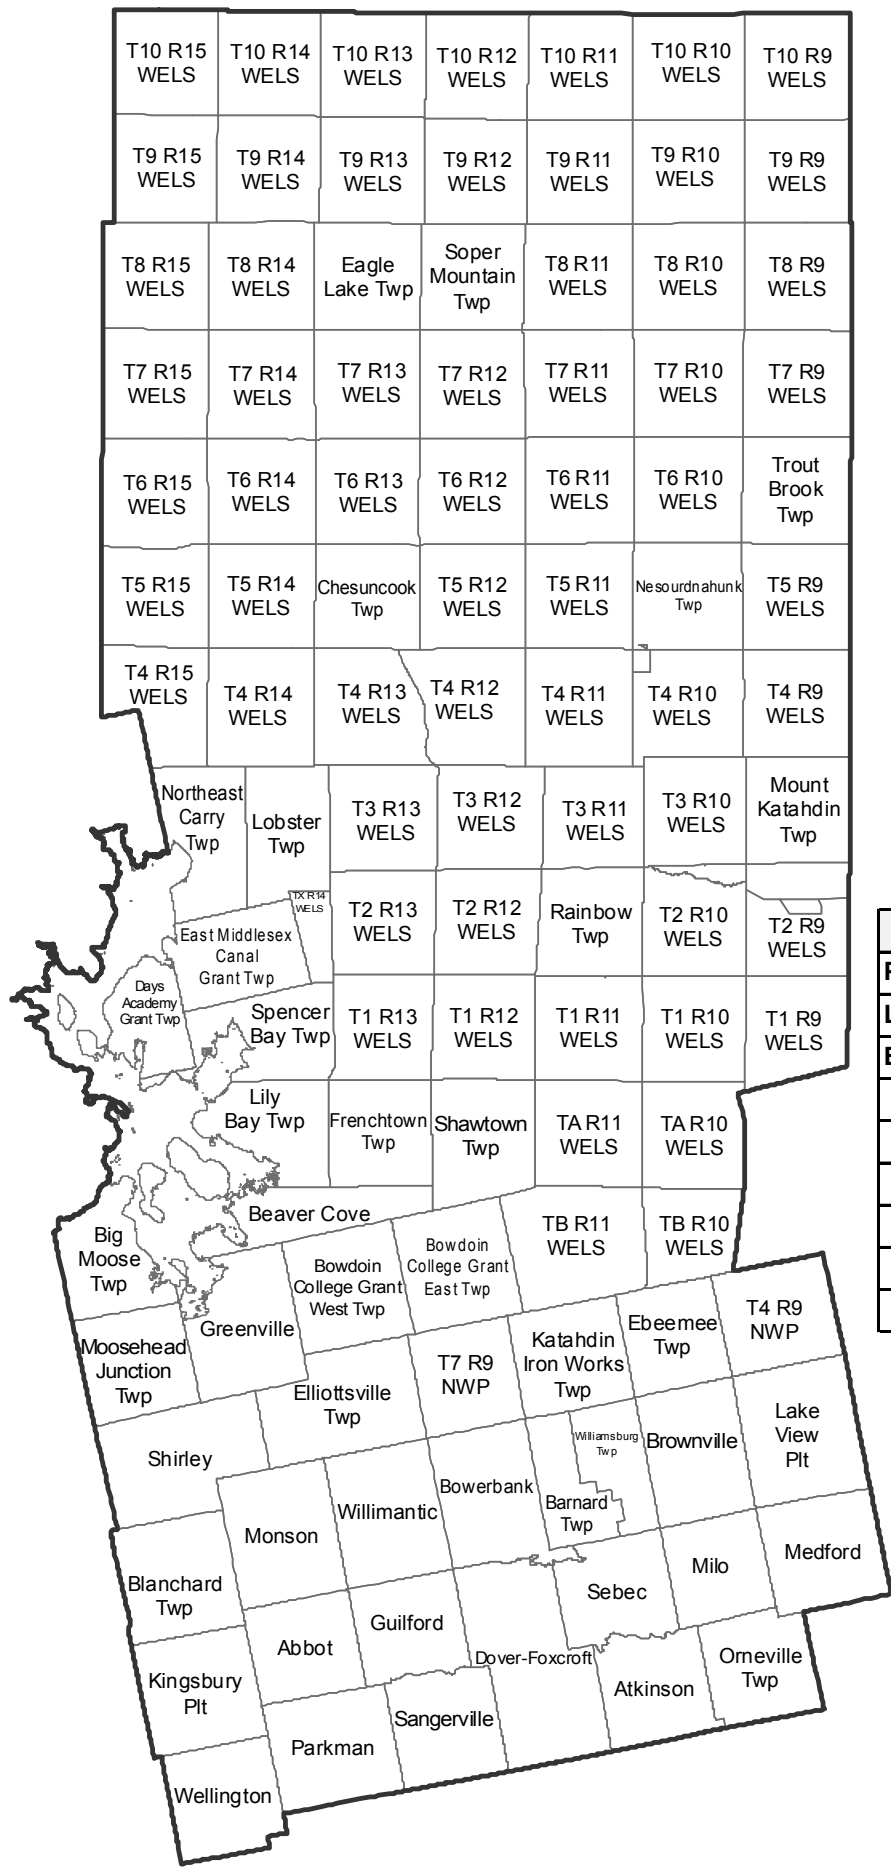 T10 R15
WELS
T10 R14
WELS
T10 R13
WELS
T10 R12
WELS
T10 R11
WELS
T10 R10
WELS
T10 R9
WELS
T9 R15
WELS
T9 R14
WELS
T9 R13
WELS
T9 R12
WELS
T9 R11
WELS
T9 R10
WELS
T9 R9
WELS
T8 R15
WELS
T8 R14
WELS
Eagle
Lake Twp
Soper
Mountain
Twp
T8 R11
WELS
T8 R10
WELS
T8 R9
WELS
T7 R15
WELS
T7 R14
WELS
T7 R13
WELS
T7 R12
WELS
T7 R11
WELS
T7 R10
WELS
T7 R9
WELS
T6 R15
WELS
T6 R14
WELS
T6 R13
WELS
T6 R12
WELS
T6 R11
WELS
T6 R10
WELS
Trout
Brook
Twp
T5 R15
WELS
T5 R14
WELS
Chesuncook
Twp
T5 R12
WELS
T5 R11
WELS
Nesourdnahunk
Twp
T5 R9
WELS
T4 R15
WELS
T4 R14
WELS
T4 R13
WELS
T4 R12
WELS
T4 R11
WELS
T4 R10
WELS
T4 R9
WELS
Northeast
Carry
Twp
Lobster
Twp
T3 R13
WELS
T3 R12
WELS
T3 R11
WELS
T3 R10
WELS
Mount
Katahdin
Twp
TX R14
WELS
T2 R13
WELS
T2 R12
WELS
Rainbow
Twp
T2 R10
WELS
T2 R9
WELS
East Middlesex
Canal
Grant Twp
Days
Academy
Grant Twp
Spencer
Bay Twp
T1 R13
WELS
T1 R12
WELS
T1 R11
WELS
T1 R10
WELS
T1 R9
WELS
Lily
Bay Twp
Frenchtown
Twp
Shawtown
Twp
TA R11
WELS
TA R10
WELS
Beaver Cove
TB R11
WELS
TB R10
WELS
Big
Moose
Twp
Bowdoin
College Grant
West Twp
Bowdoin
College Grant
East Twp
Greenville
Moosehead
Junction
Twp
Elliottsville
Twp
T7 R9
NWP
Katahdin
Iron Works
Twp
Ebeemee
Twp
T4 R9
NWP
Shirley
Williamsburg
Twp
Brownville
Lake
View
Plt
Monson
Willimantic
Bowerbank
Barnard
Twp
Blanchard
Twp
Sebec
Milo
Medford
Abbot
Guilford
Dover-Foxcroft
Kingsbury
Plt
Atkinson
Orneville
Twp
Parkman
Sangerville
Wellington